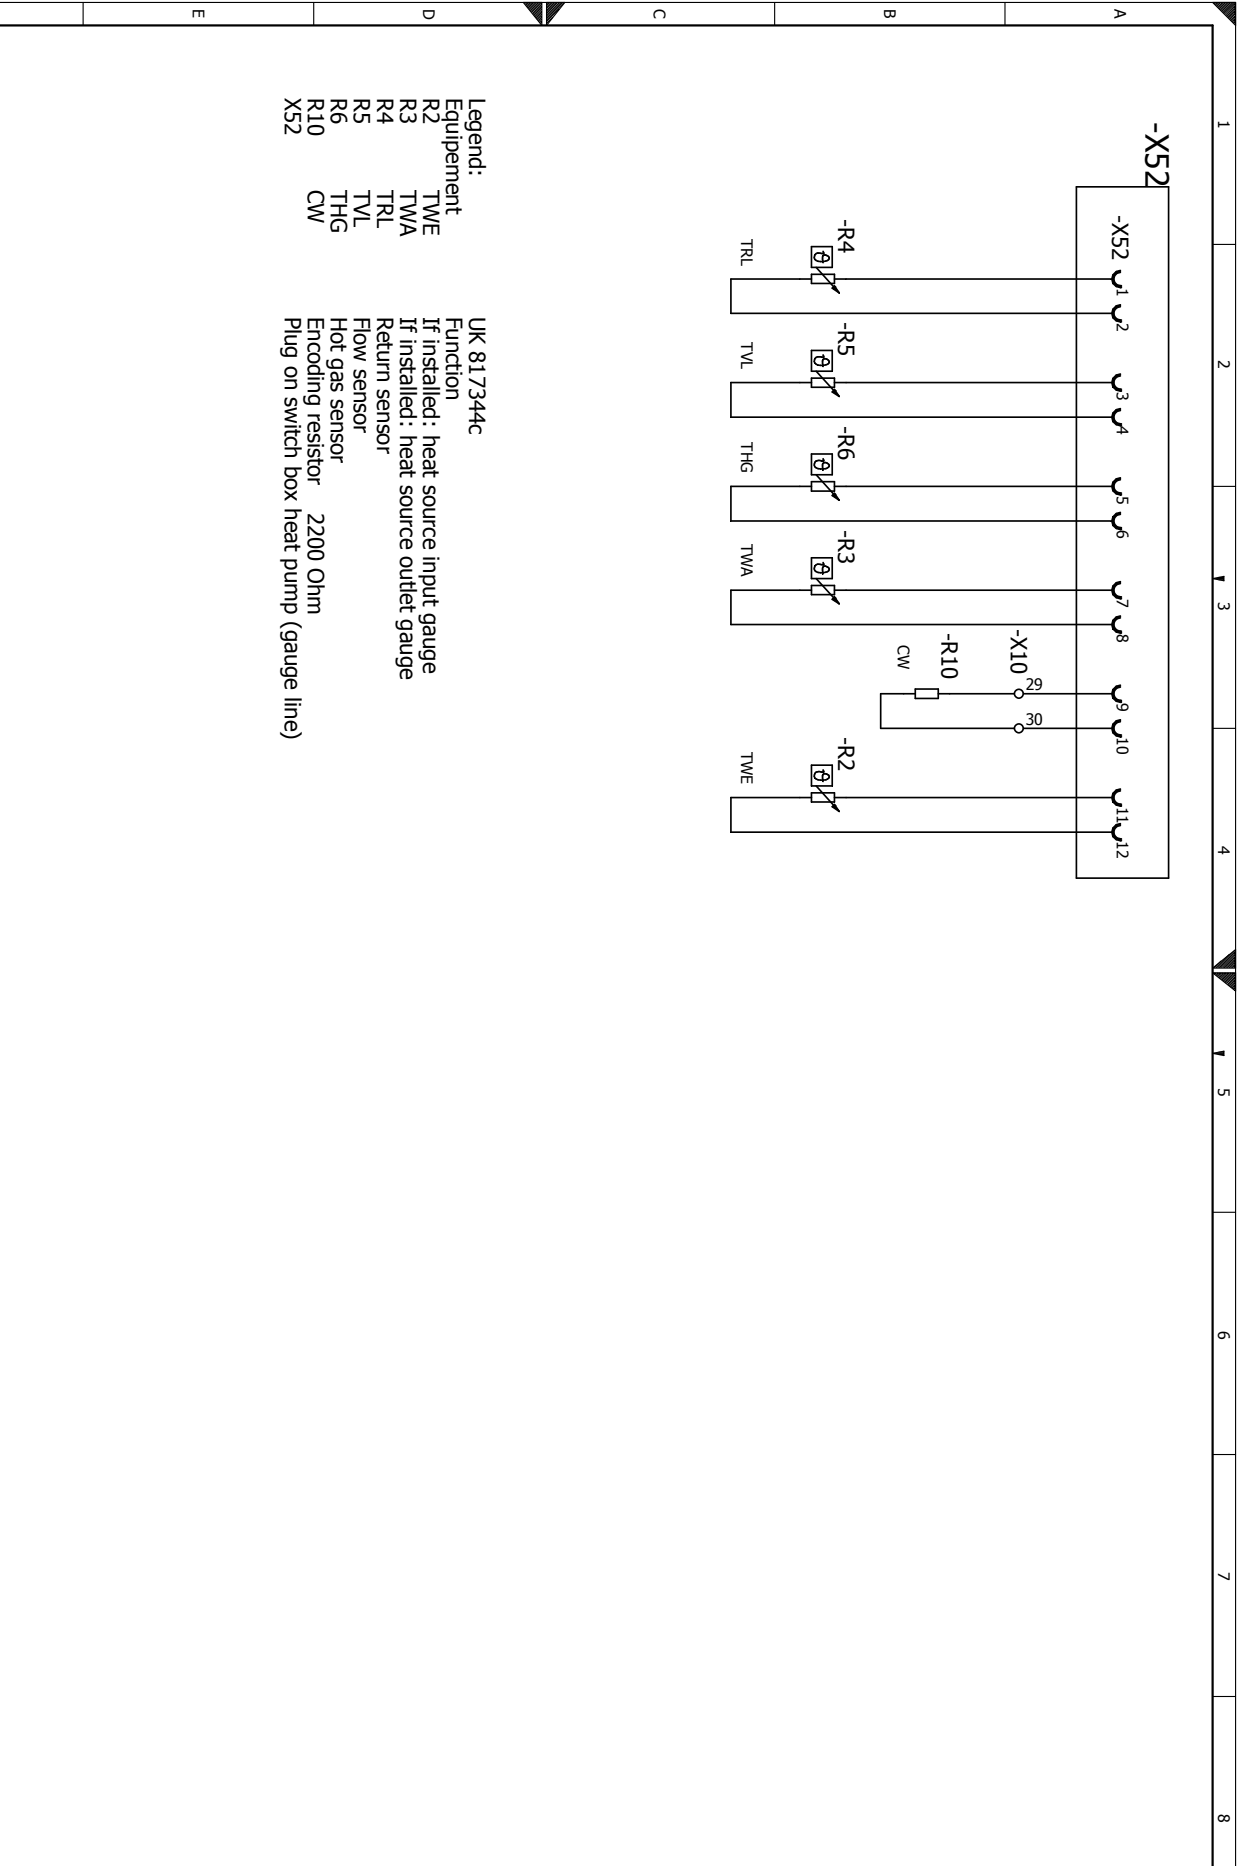 1 2 3 4 5 6 7 8
A
B
C
D
E
-X52
-X52 1 2 3 4 5 6 7 8 9 10 11 12
-X10 29 30
-R4
TRL
-R5
TVL
-R6
THG
-R3
TWA
-R10
CW
-R2
TWE
ϑ ϑ ϑ ϑ ϑ
Legend: UK 817344c
Equipement Function
R2 TWE If installed: heat source input gauge
R3 TWA If installed: heat source outlet gauge
R4 TRL Return sensor
R5 TVL Flow sensor
R6 THG Hot gas sensor
R10 CW Encoding resistor 2200 Ohm
X52 Plug on switch box heat pump (gauge line)